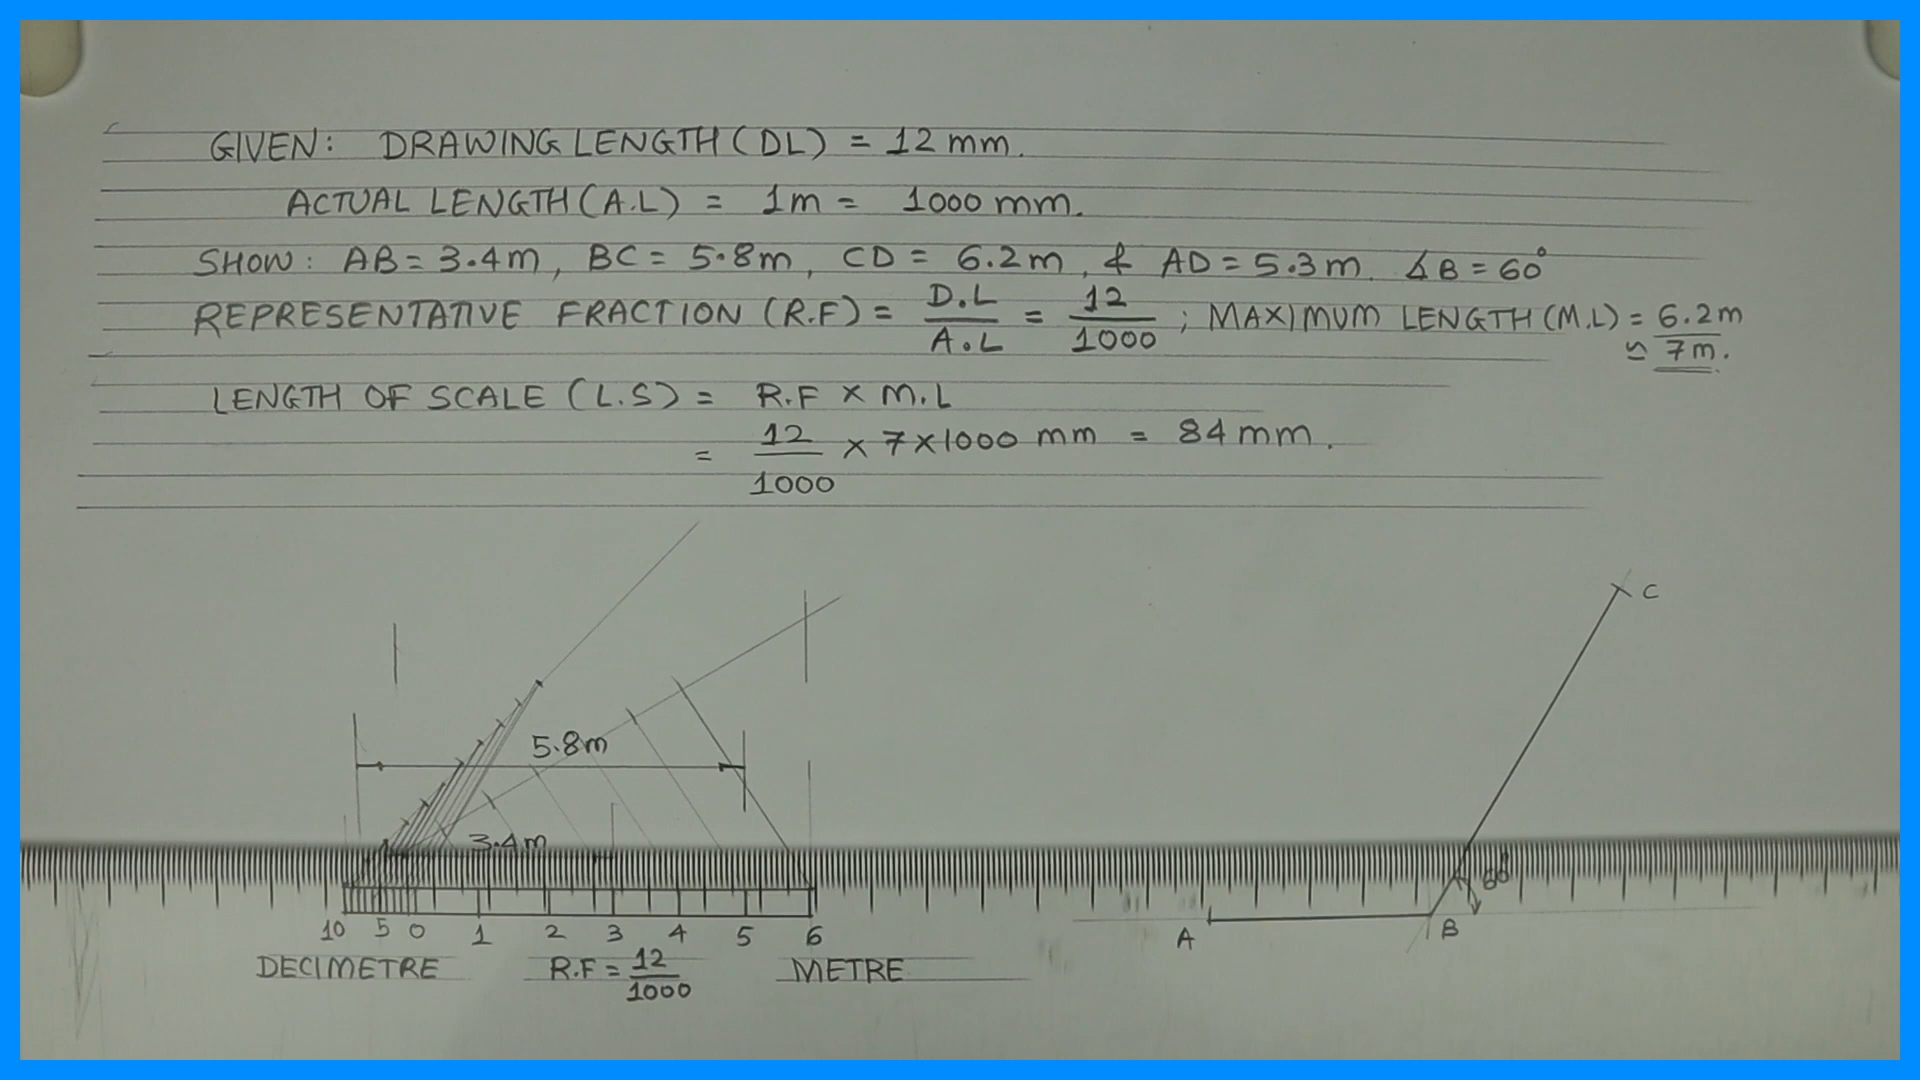 GIVEN: DRAWING LENGTH (DL) = 12 mm.
ACTUAL LENGTH (A.L) = 1m = 1000 mm.
SHOW: AB = 3.4m, BC = 5.8m, CD = 6.2m, & AD = 5.3m. ∡B = 60°
REPRESENTATIVE FRACTION (R.F) = D.L/A.L = 12/1000 ; MAXIMUM LENGTH (M.L) = 6.2m
≃ 7m.
LENGTH OF SCALE (L.S) = R.F × M.L
= 12/1000 × 7×1000 mm = 84 mm.
C
5.8m
3.4m
60°
10 5 0 1 2 3 4 5 6
A B
DECIMETRE R.F = 12/1000 METRE